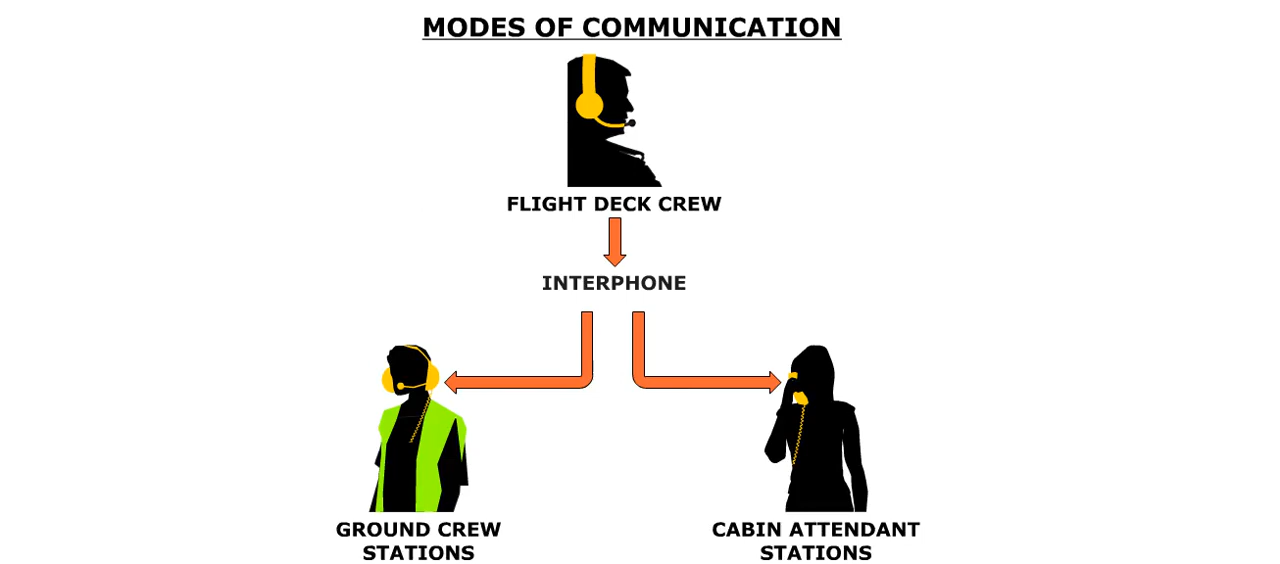 MODES OF COMMUNICATION
FLIGHT DECK CREW
INTERPHONE
GROUND CREW
STATIONS
CABIN ATTENDANT
STATIONS